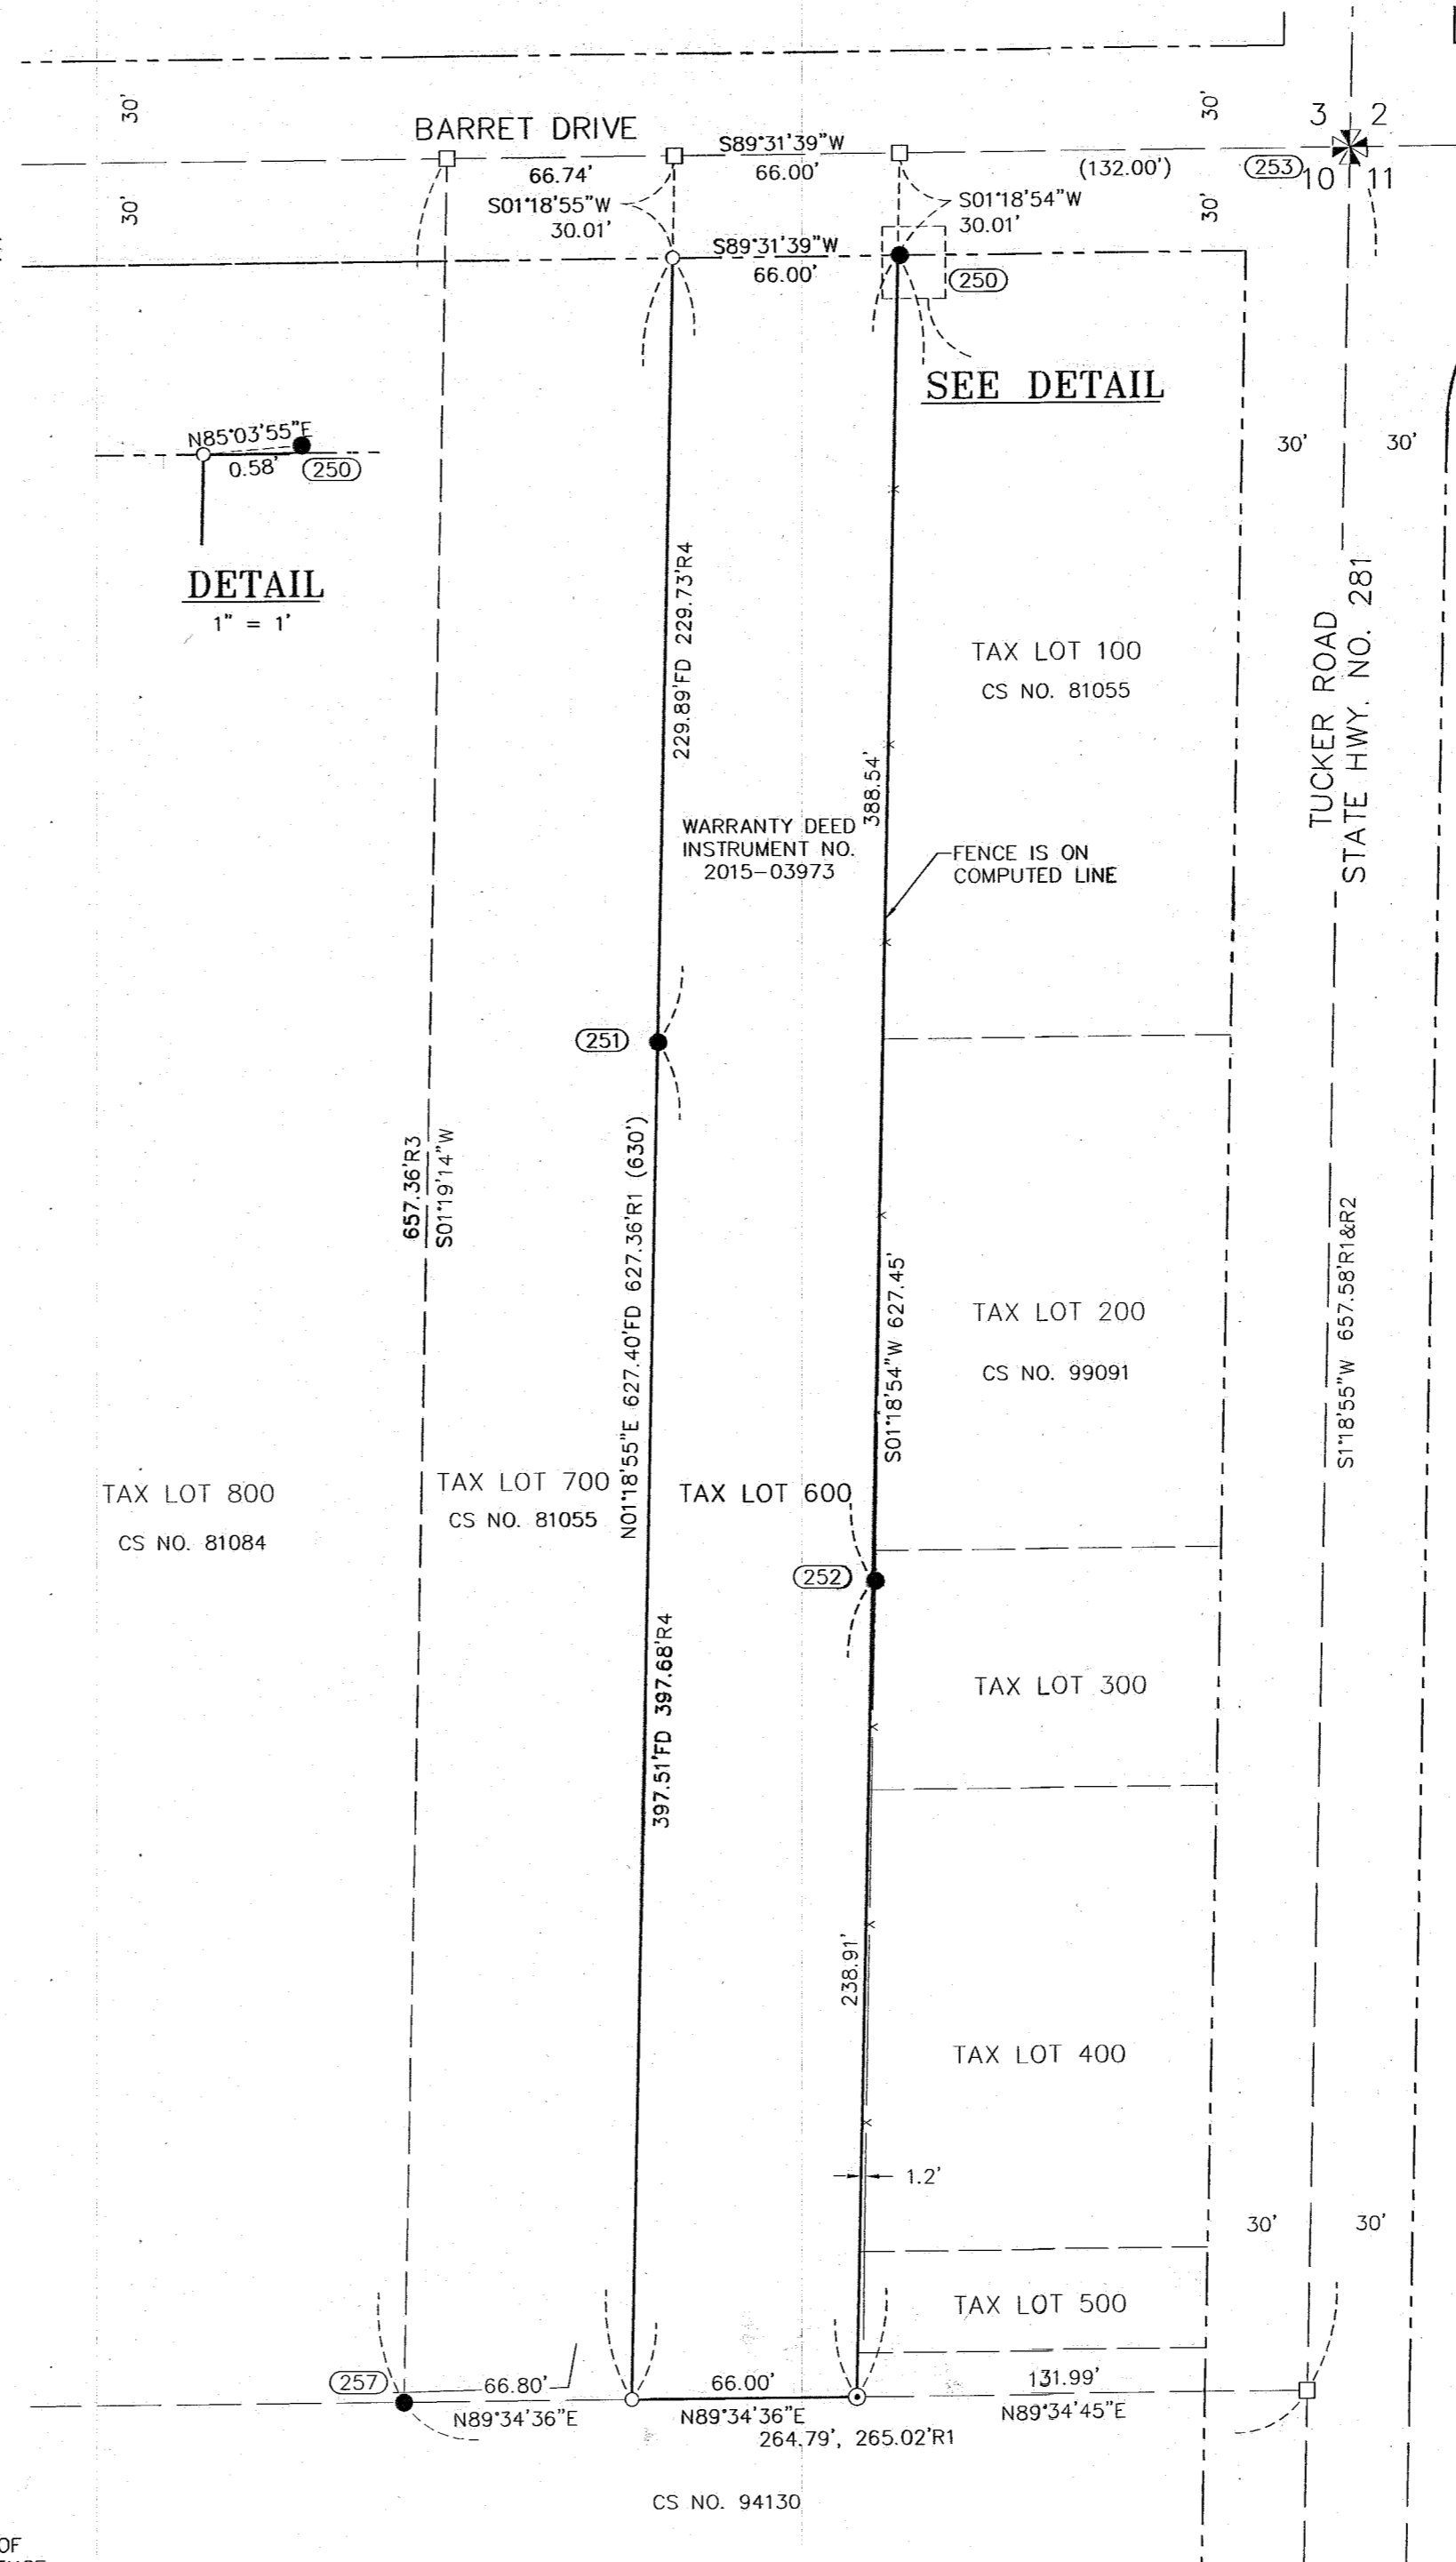 30'
30'
BARRET DRIVE
S89°31'39"W
66.74'
66.00'
(132.00')
253
3 2
10 11
30'
30'
S01°18'55"W
30.01'
S01°18'54"W
30.01'
S89°31'39"W
66.00'
250
SEE DETAIL
N85°03'55"E
0.58'
250
DETAIL
1" = 1'
30'
30'
229.89'FD 229.73'R4
TAX LOT 100
CS NO. 81055
388.54'
TUCKER ROAD
STATE HWY. NO. 281
WARRANTY DEED
INSTRUMENT NO.
2015-03973
FENCE IS ON
COMPUTED LINE
251
657.36'R3
S01°19'14"W
N01°18'55"E 627.40'FD 627.36'R1 (630')
S01°18'54"W 627.45'
TAX LOT 200
CS NO. 99091
S1°18'55"W 657.58'R1&R2
TAX LOT 800
CS NO. 81084
TAX LOT 700
CS NO. 81055
TAX LOT 600
252
397.51'FD 397.68'R4
TAX LOT 300
238.91'
TAX LOT 400
1.2'
30'
30'
TAX LOT 500
257
66.80'
N89°34'36"E
66.00'
N89°34'36"E
131.99'
N89°34'45"E
264.79', 265.02'R1
CS NO. 94130
OF